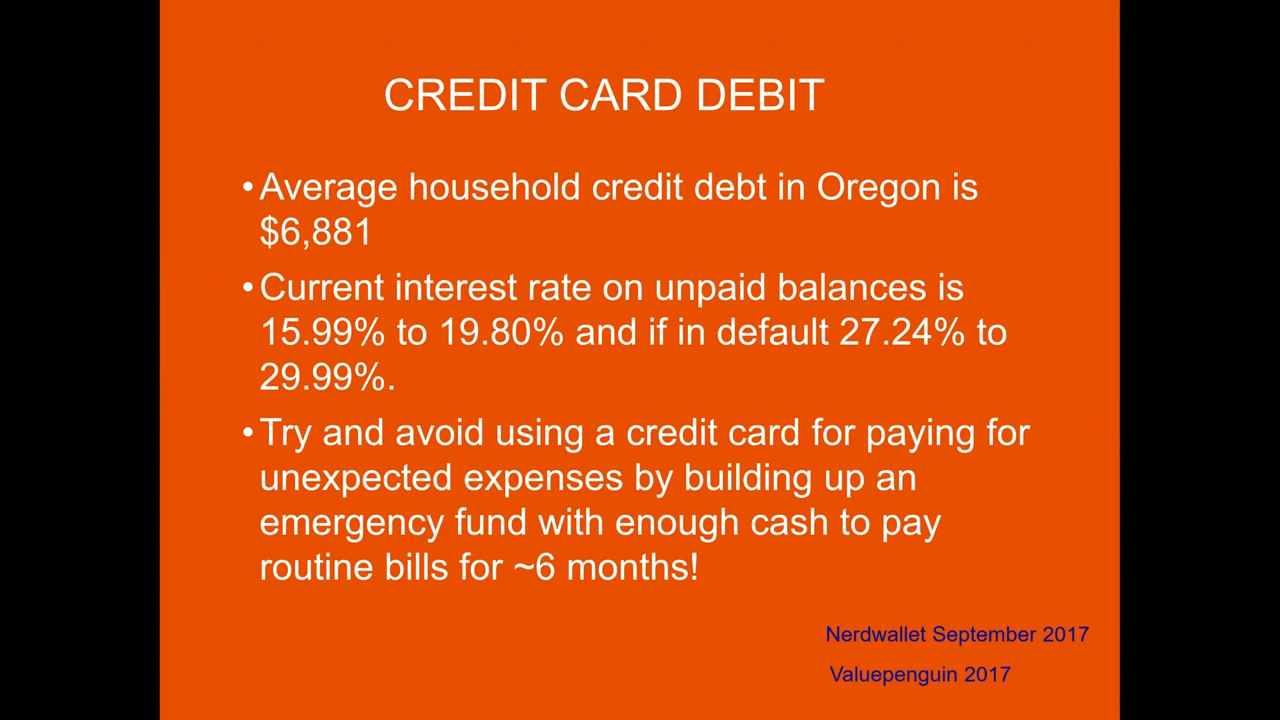 CREDIT CARD DEBIT
•Average household credit debt in Oregon is
$6,881
•Current interest rate on unpaid balances is
15.99% to 19.80% and if in default 27.24% to
29.99%.
•Try and avoid using a credit card for paying for
unexpected expenses by building up an
emergency fund with enough cash to pay
routine bills for ~6 months!
Nerdwallet September 2017
Valuepenguin 2017